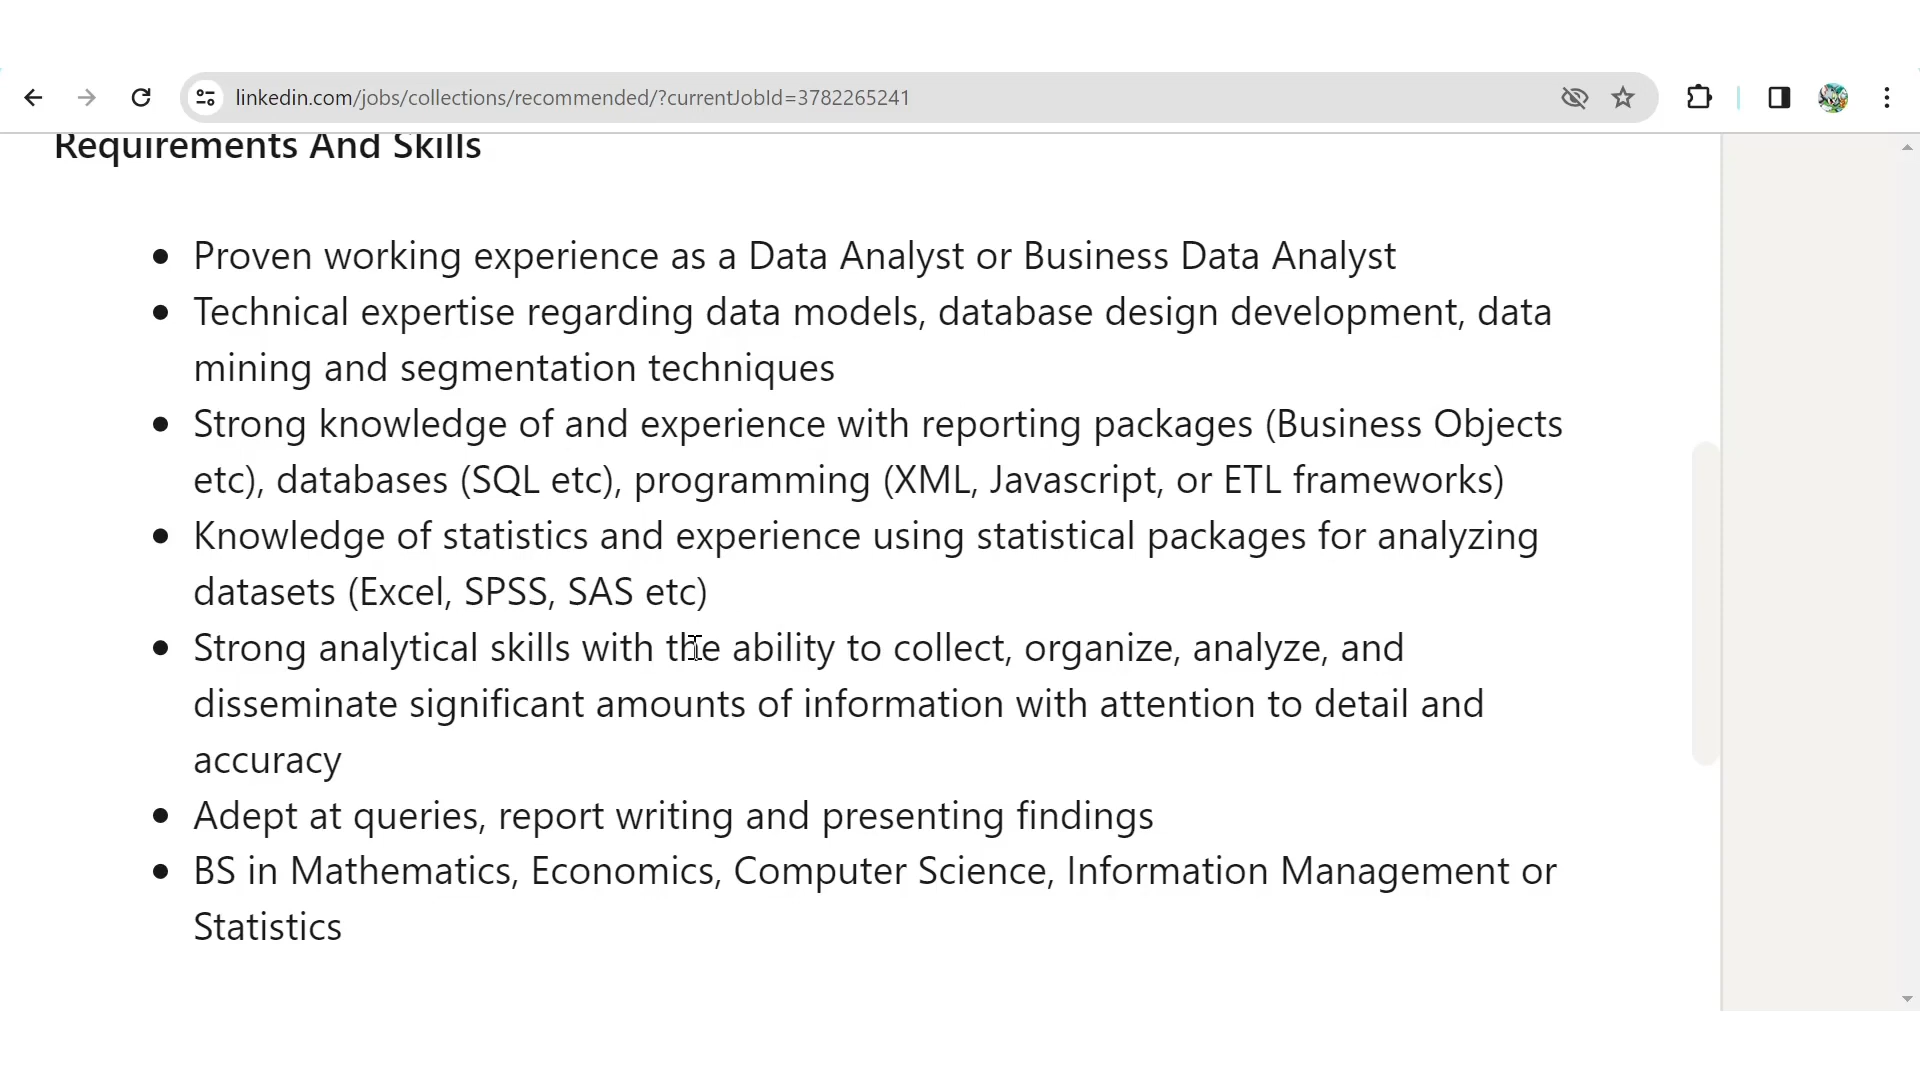 linkedin.com/jobs/collections/recommended/?currentJobId=3782265241
Requirements And Skills
• Proven working experience as a Data Analyst or Business Data Analyst
• Technical expertise regarding data models, database design development, data
mining and segmentation techniques
• Strong knowledge of and experience with reporting packages (Business Objects
etc), databases (SQL etc), programming (XML, Javascript, or ETL frameworks)
• Knowledge of statistics and experience using statistical packages for analyzing
datasets (Excel, SPSS, SAS etc)
• Strong analytical skills with the ability to collect, organize, analyze, and
disseminate significant amounts of information with attention to detail and
accuracy
• Adept at queries, report writing and presenting findings
• BS in Mathematics, Economics, Computer Science, Information Management or
Statistics